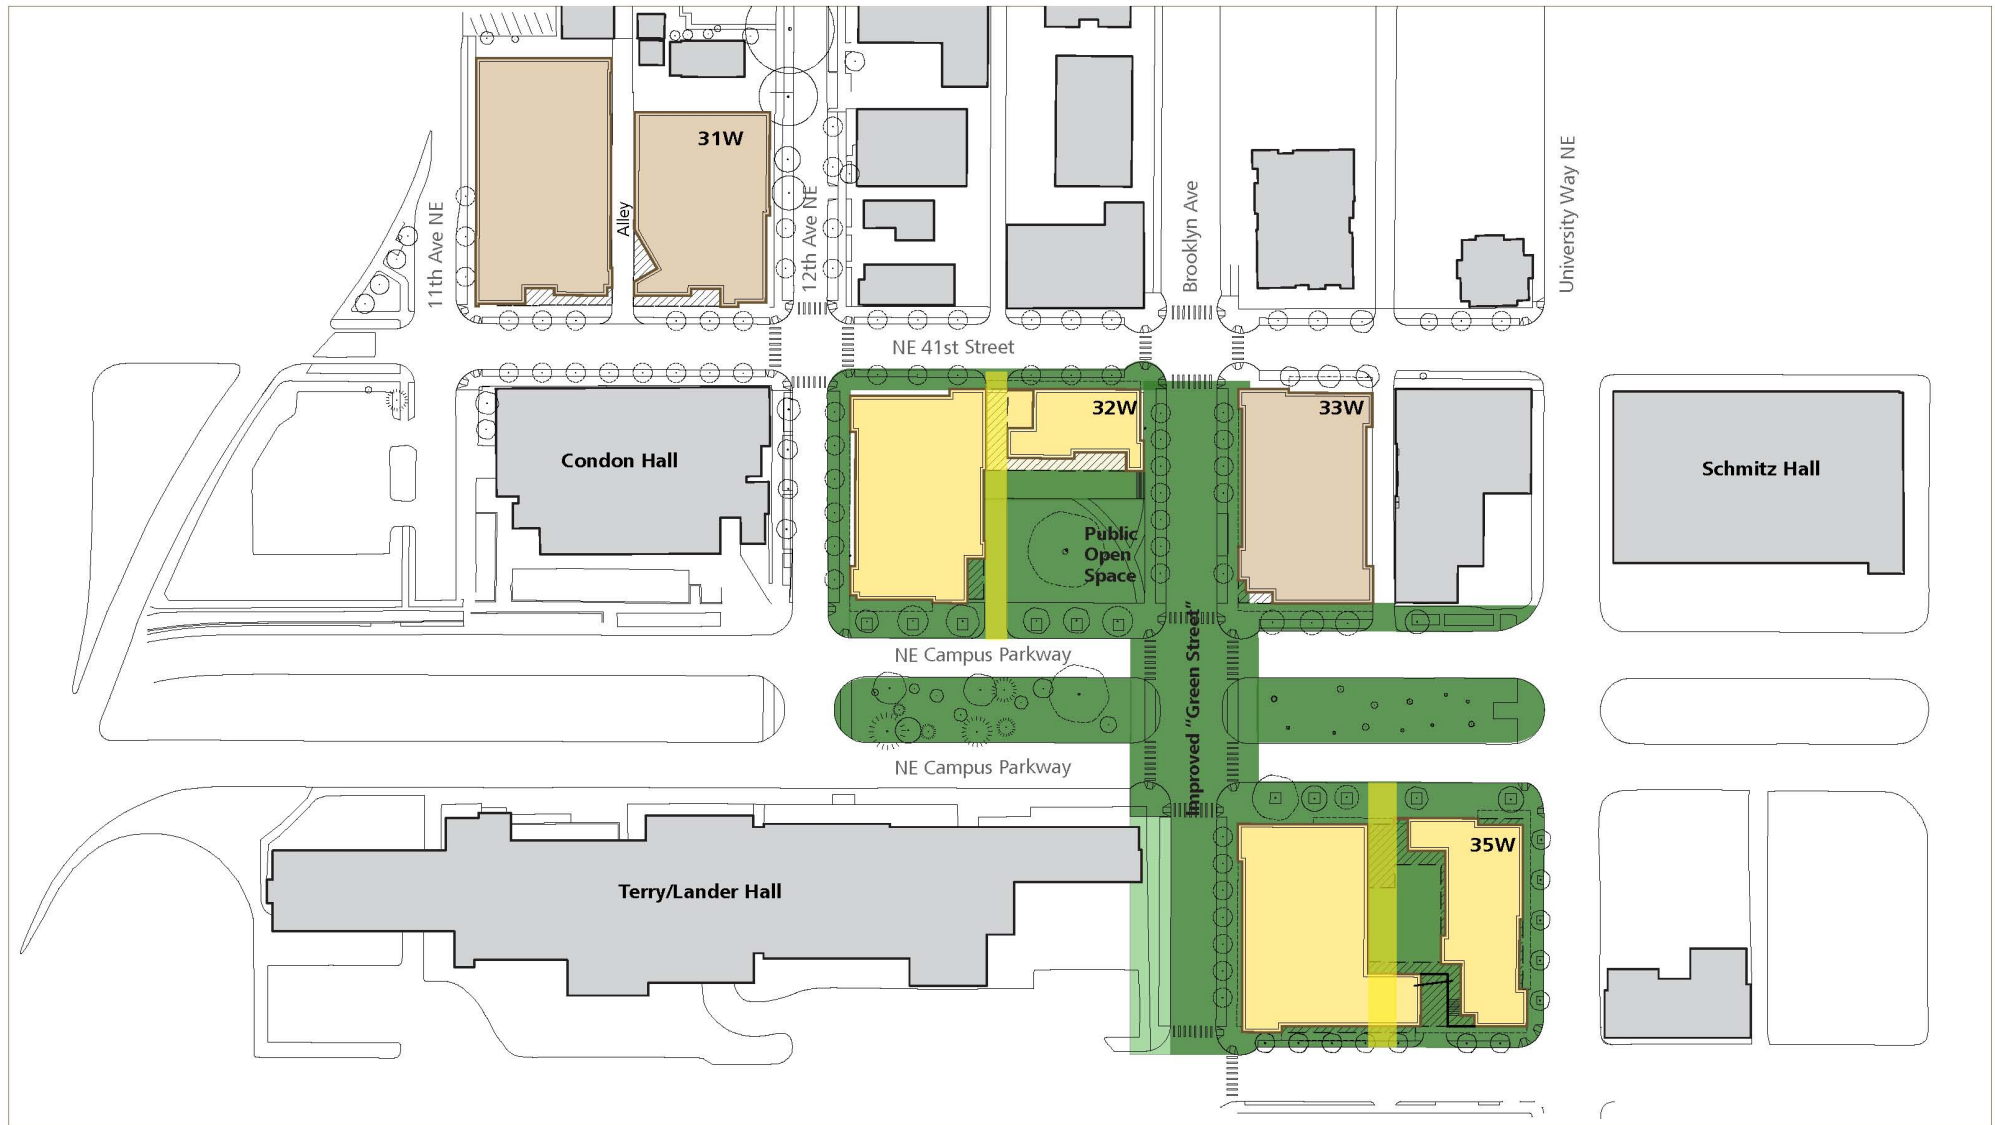 31W
11th Ave NE
Alley
12th Ave NE
Brooklyn Ave
University Way NE
NE 41st Street
32W
33W
Condon Hall
Schmitz Hall
Public
Open
Space
NE Campus Parkway
Improved “Green Street”
NE Campus Parkway
35W
Terry/Lander Hall